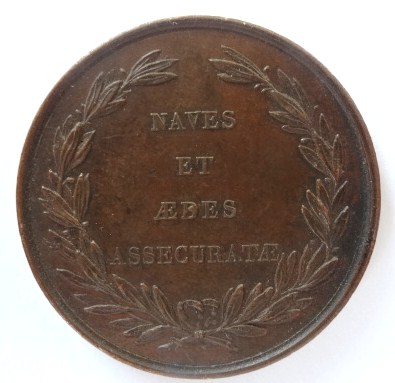 NAVES
ET
ÆDES
ASSECURATÆ